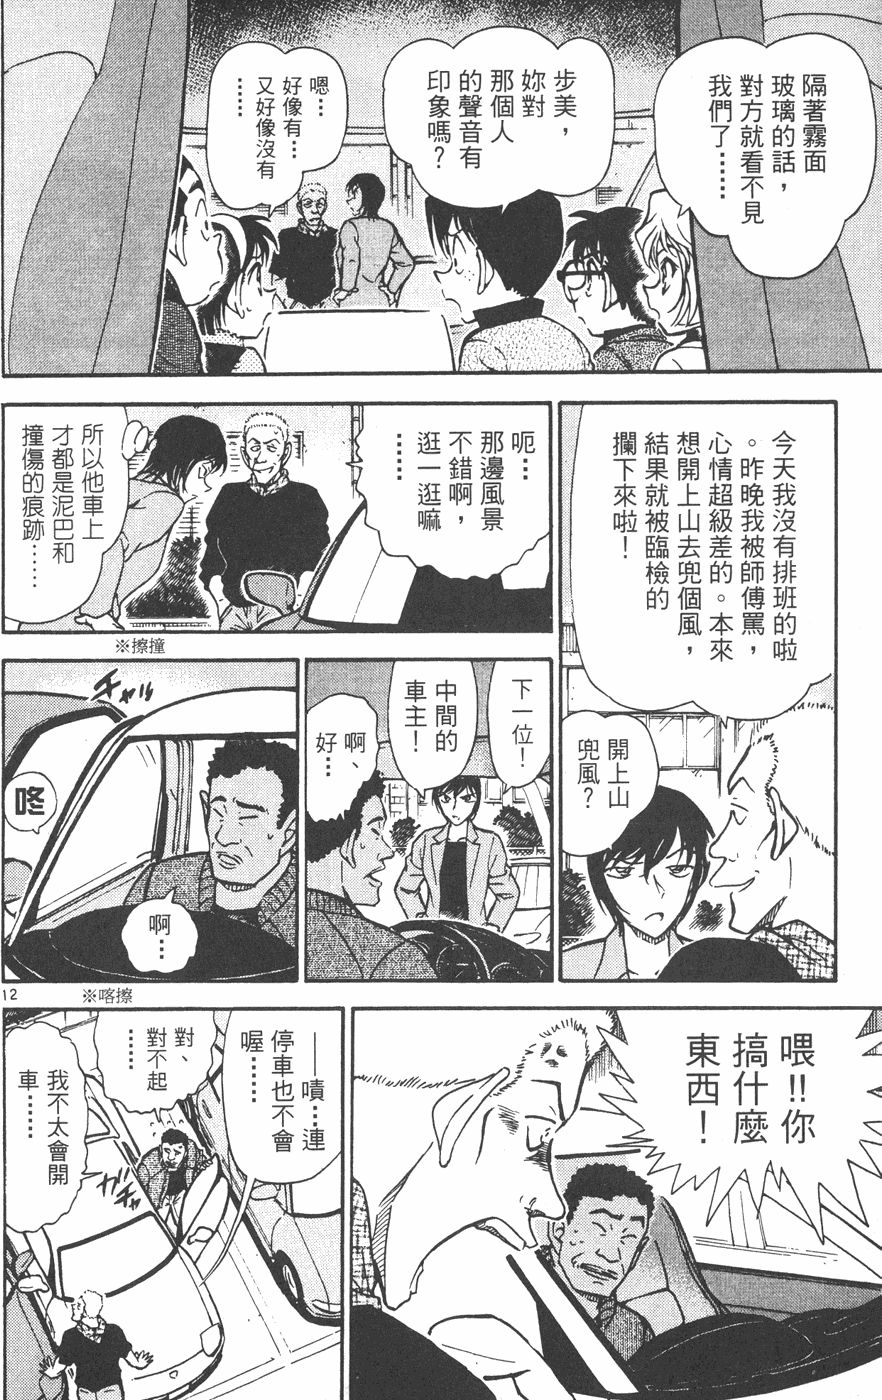 隔著霧面
玻璃的話，
對方就看不見
我們了……
步美，
妳對
那個人
的聲音有
印象嗎？
嗯…
好像有…
又好像沒有
……
今天我沒有排班的啦
。昨晚我被師傅罵，
心情超級差的。本來
想開上山去兜個風，
結果就被臨檢的
攔下來啦！
開上山
兜風？
呃…
那邊風景
不錯啊，
逛一逛嘛
……
所以他車上
才都是泥巴和
撞傷的痕跡……
※擦撞
下一位！
中間的
車主！
啊、
好…
チャッ
咚
啊…
12
※喀擦
喂!!你
搞什麼
東西！
——嘖…連
停車也不會
喔……
對、
對不起
……
我不太會開
車……